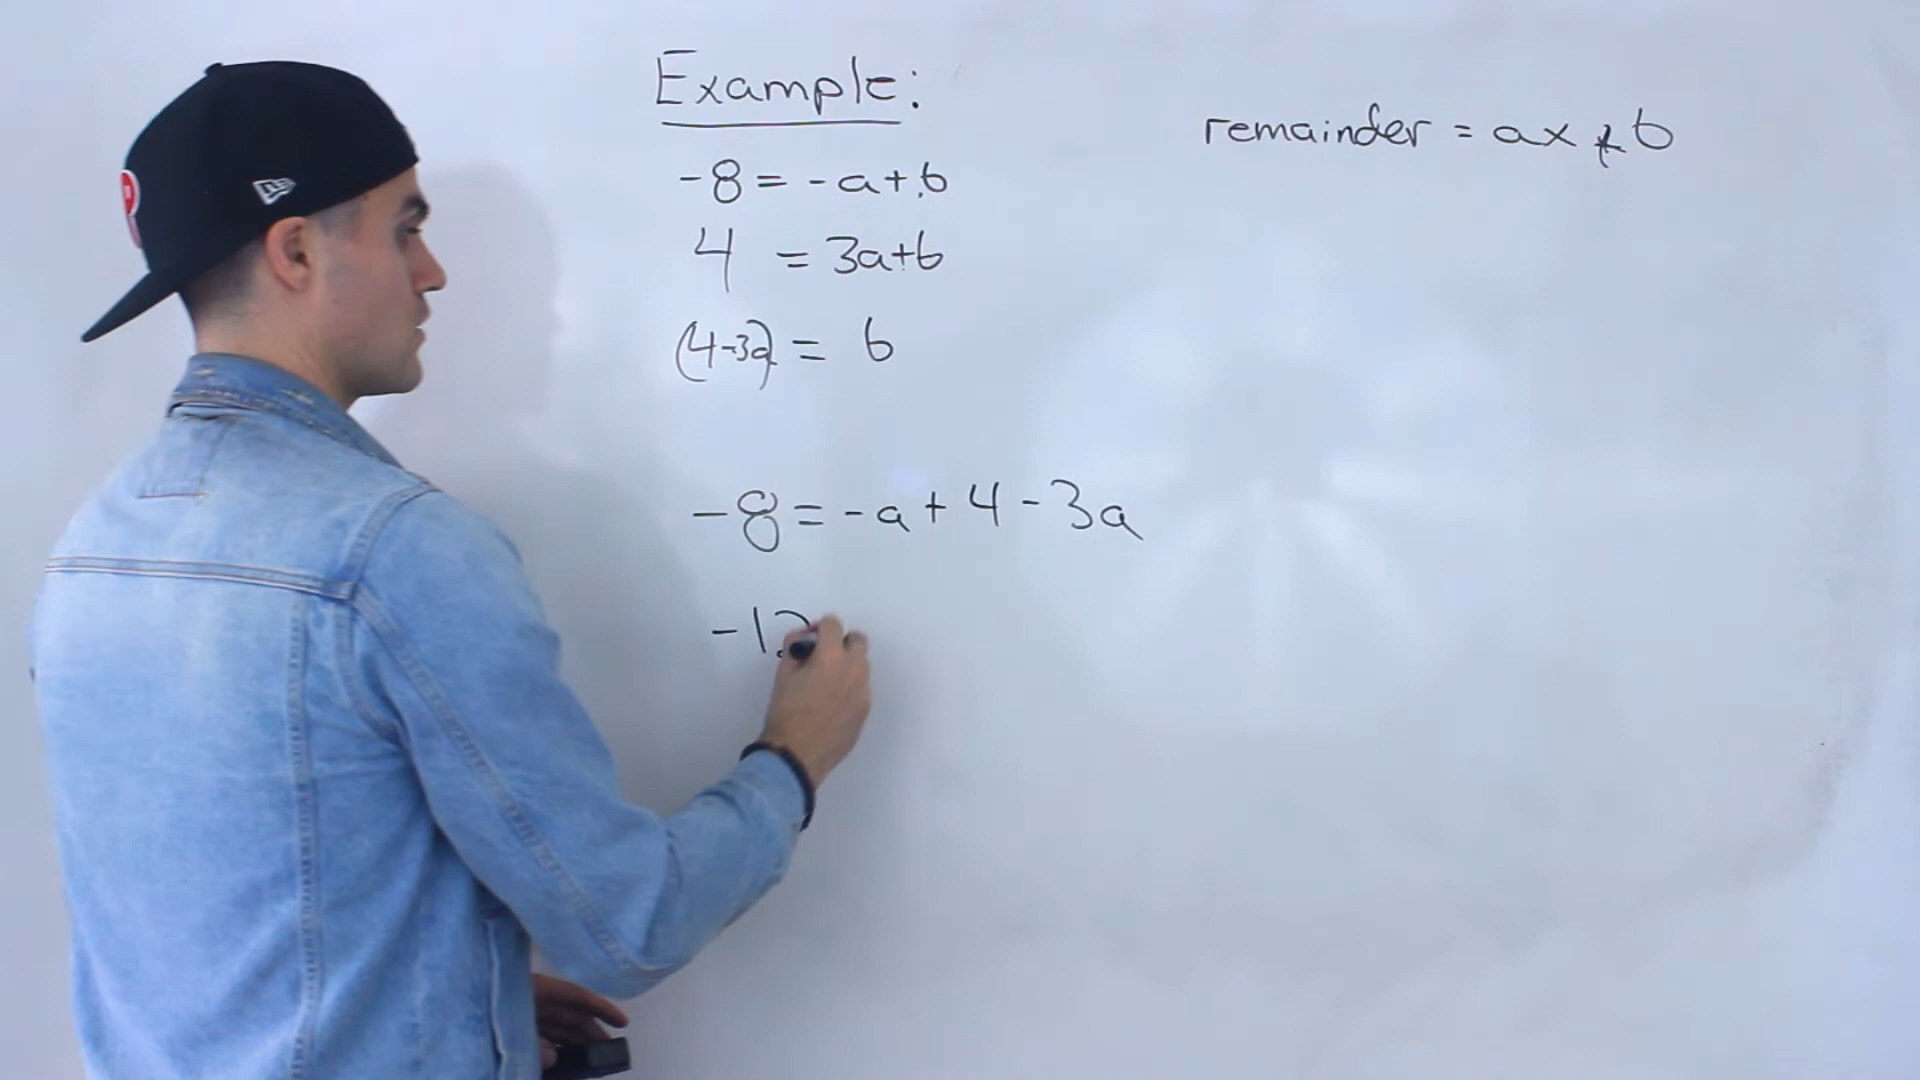 Example:
remainder = ax + b
-8 = -a + b
4 = 3a + b
(4-3a) = b
-8 = -a + 4 - 3a
-12